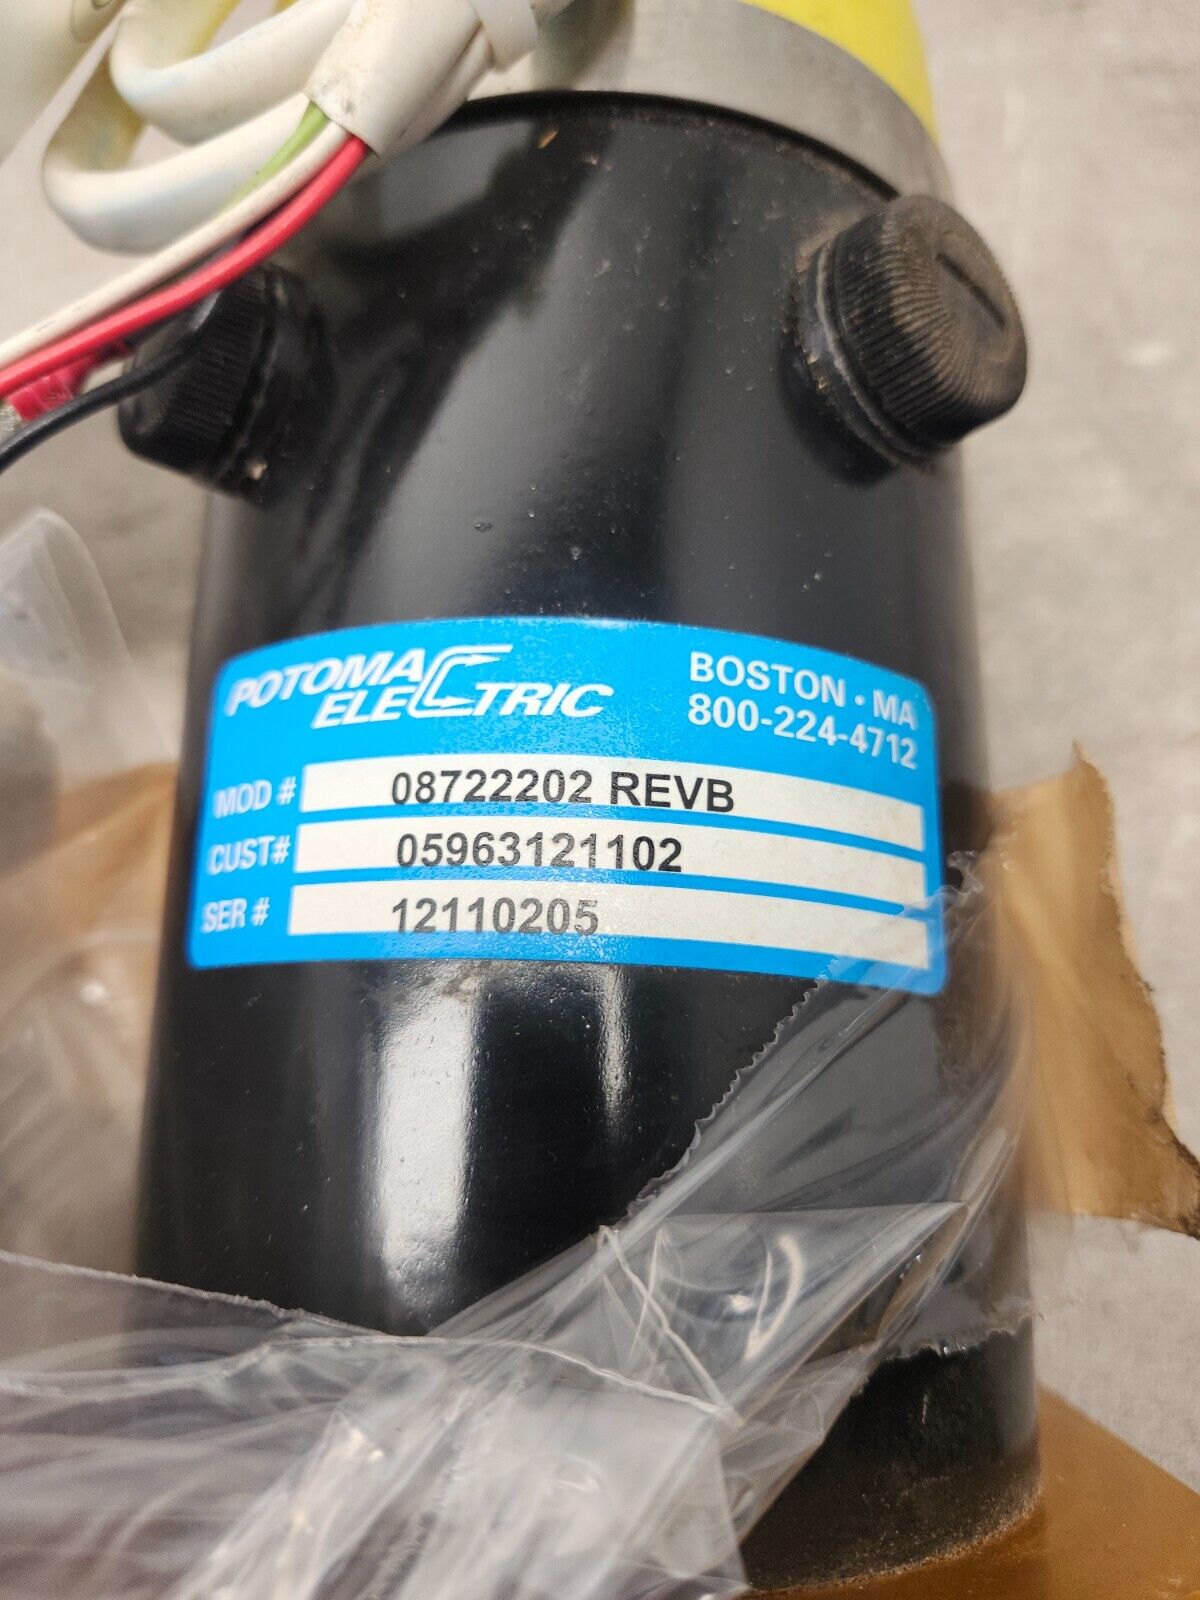 POTOMAC
ELECTRIC
BOSTON · MA
800-224-4712
MOD # 08722202 REVB
CUST# 05963121102
SER # 12110205